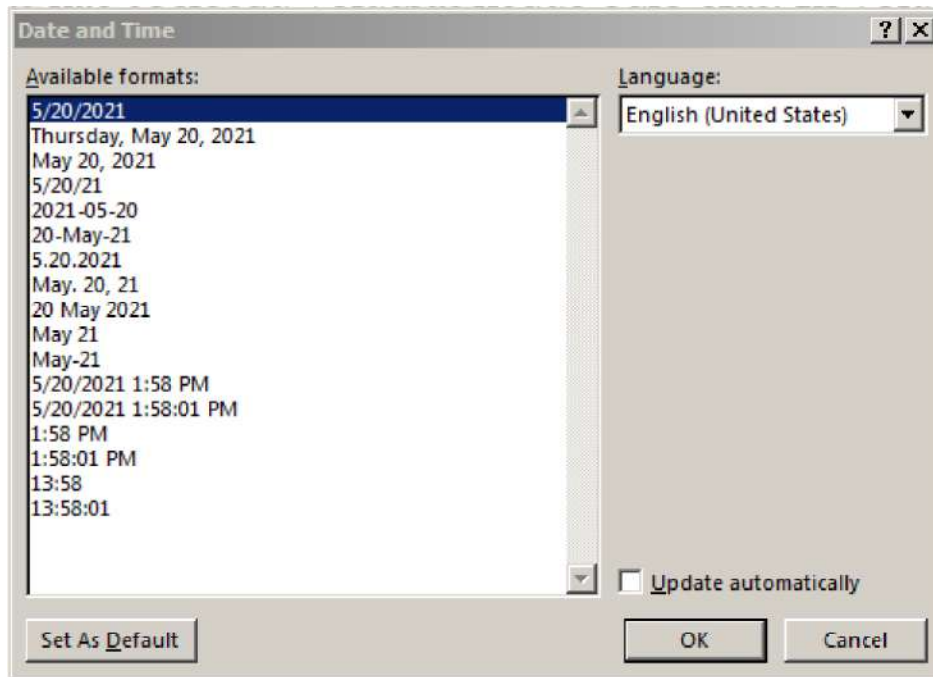 Date and Time
Available formats:
5/20/2021
Thursday, May 20, 2021
May 20, 2021
5/20/21
2021-05-20
20-May-21
5.20.2021
May. 20, 21
20 May 2021
May 21
May-21
5/20/2021 1:58 PM
5/20/2021 1:58:01 PM
1:58 PM
1:58:01 PM
13:58
13:58:01
Language:
English (United States)
Update automatically
Set As Default
OK
Cancel